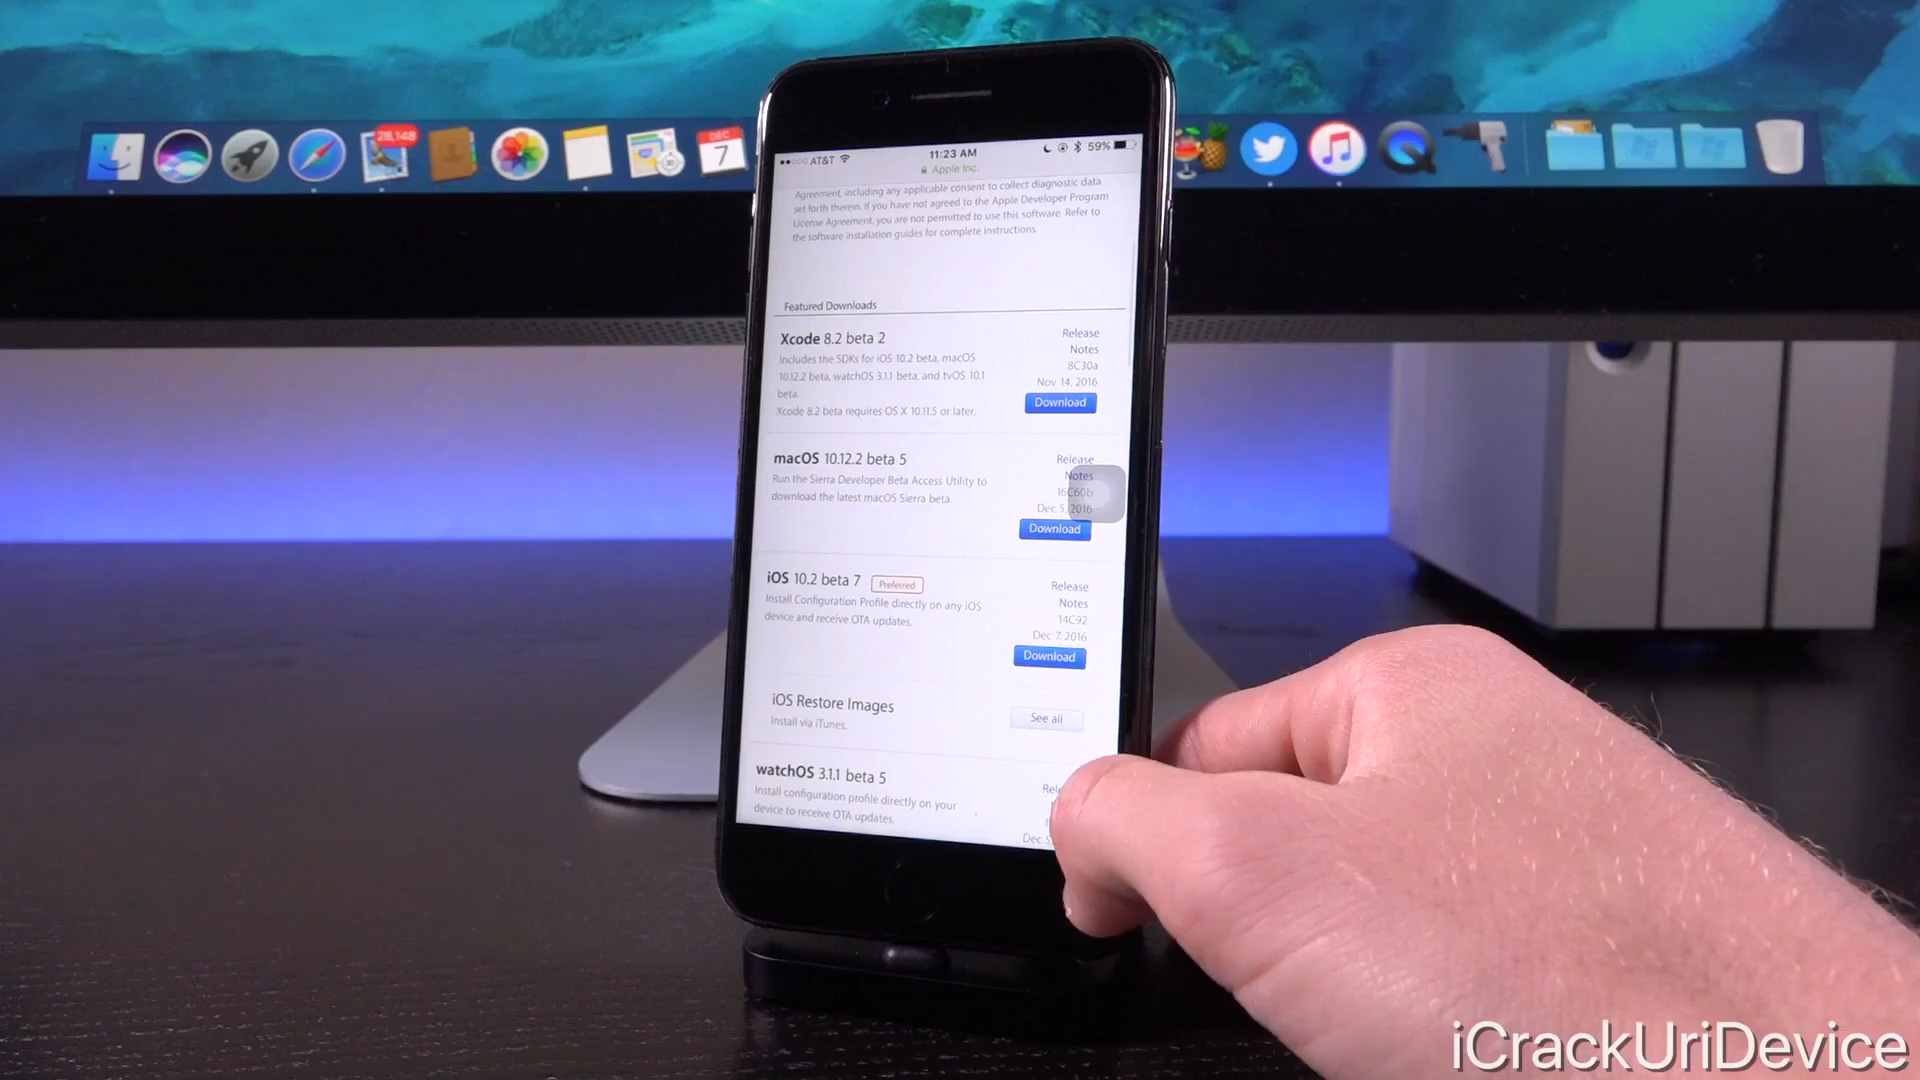 28,148
DEC
7
AT&T
11:23 AM
59%
Apple Inc.
Agreement, including any applicable consent to collect diagnostic data
set forth therein. If you have not agreed to the Apple Developer Program
License Agreement, you are not permitted to use this software. Refer to
the software installation guides for complete instructions.
Featured Downloads
Xcode 8.2 beta 2
Includes the SDKs for iOS 10.2 beta, macOS
10.12.2 beta, watchOS 3.1.1 beta, and tvOS 10.1
beta.
Xcode 8.2 beta requires OS X 10.11.5 or later.
Release
Notes
8C30a
Nov 14, 2016
Download
macOS 10.12.2 beta 5
Run the Sierra Developer Beta Access Utility to
download the latest macOS Sierra beta.
Release
Notes
16C60b
Dec 5, 2016
Download
iOS 10.2 beta 7 Preferred
Install Configuration Profile directly on any iOS
device and receive OTA updates.
Release
Notes
14C92
Dec 7, 2016
Download
iOS Restore Images
Install via iTunes.
See all
watchOS 3.1.1 beta 5
Install configuration profile directly on your
device to receive OTA updates.
Dec
iCrackUriDevice